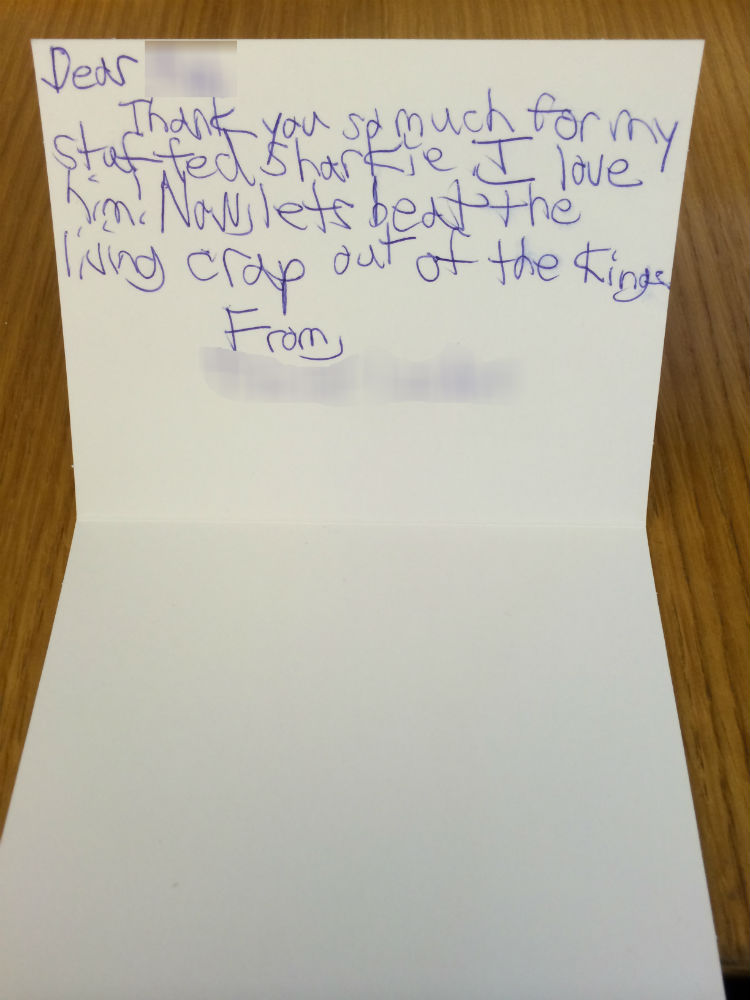 Dear
Thank you so much for my
staffed Sharkie. I love
him! Now, lets beat the
living crap out of the Kings.
From,